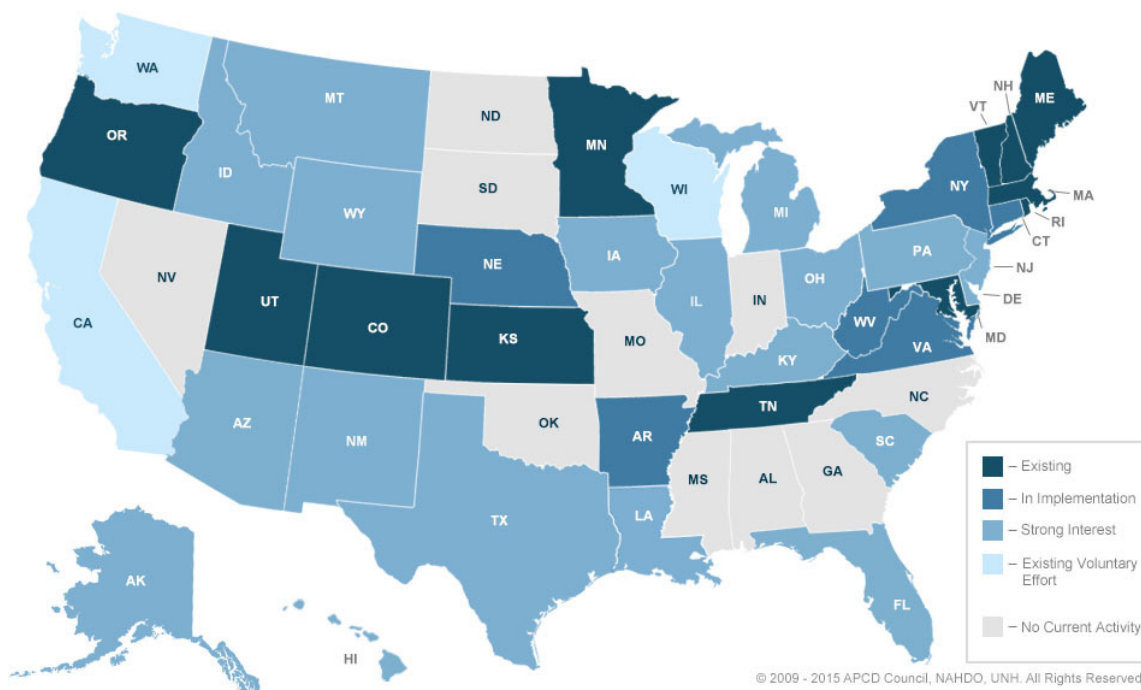 WA
MT
ND
MN
NH
VT
ME
OR
ID
SD
WI
NY
MA
WY
MI
RI
CT
NV
NE
IA
PA
NJ
CA
UT
CO
KS
MO
IL
IN
OH
WV
VA
DE
MD
KY
AZ
NM
OK
AR
TN
NC
SC
TX
LA
MS
AL
GA
FL
AK
HI
– Existing
– In Implementation
– Strong Interest
– Existing Voluntary
Effort
– No Current Activity
© 2009 - 2015 APCD Council, NAHDO, UNH. All Rights Reserved